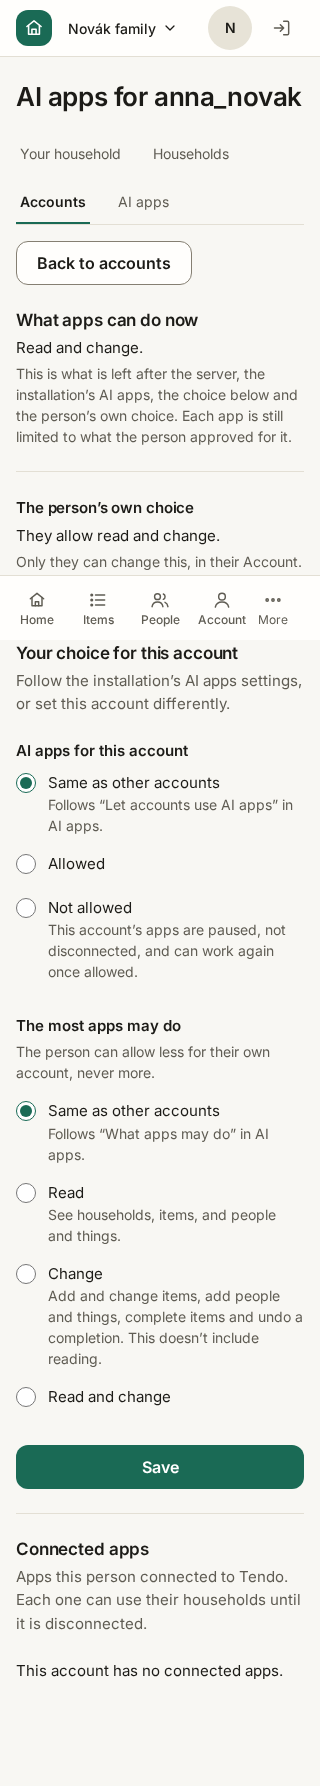 Novák family
N
AI apps for anna_novak
Your household
Households
Accounts
AI apps
Back to accounts
What apps can do now
Read and change.
This is what is left after the server, the
installation’s AI apps, the choice below and
the person’s own choice. Each app is still
limited to what the person approved for it.
The person’s own choice
They allow read and change.
Only they can change this, in their Account.
Home
Items
People
Account
More
Your choice for this account
Follow the installation’s AI apps settings,
or set this account differently.
AI apps for this account
Same as other accounts
Follows “Let accounts use AI apps” in
AI apps.
Allowed
Not allowed
This account’s apps are paused, not
disconnected, and can work again
once allowed.
The most apps may do
The person can allow less for their own
account, never more.
Same as other accounts
Follows “What apps may do” in AI
apps.
Read
See households, items, and people
and things.
Change
Add and change items, add people
and things, complete items and undo a
completion. This doesn’t include
reading.
Read and change
Save
Connected apps
Apps this person connected to Tendo.
Each one can use their households until
it is disconnected.
This account has no connected apps.